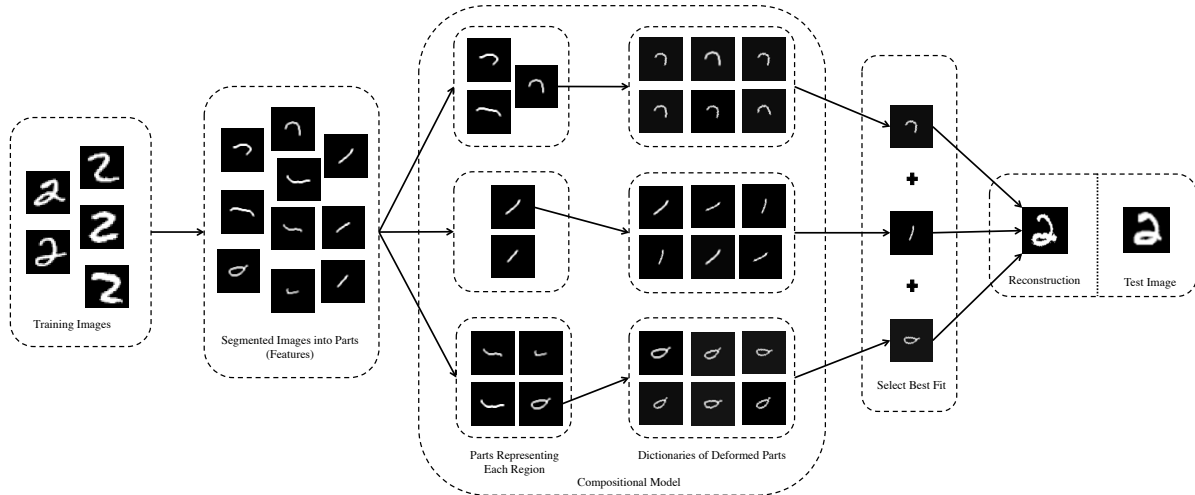 Training Images
Segmented Images into Parts
(Features)
Parts Representing
Each Region
Dictionaries of Deformed Parts
Compositional Model
Select Best Fit
Reconstruction
Test Image